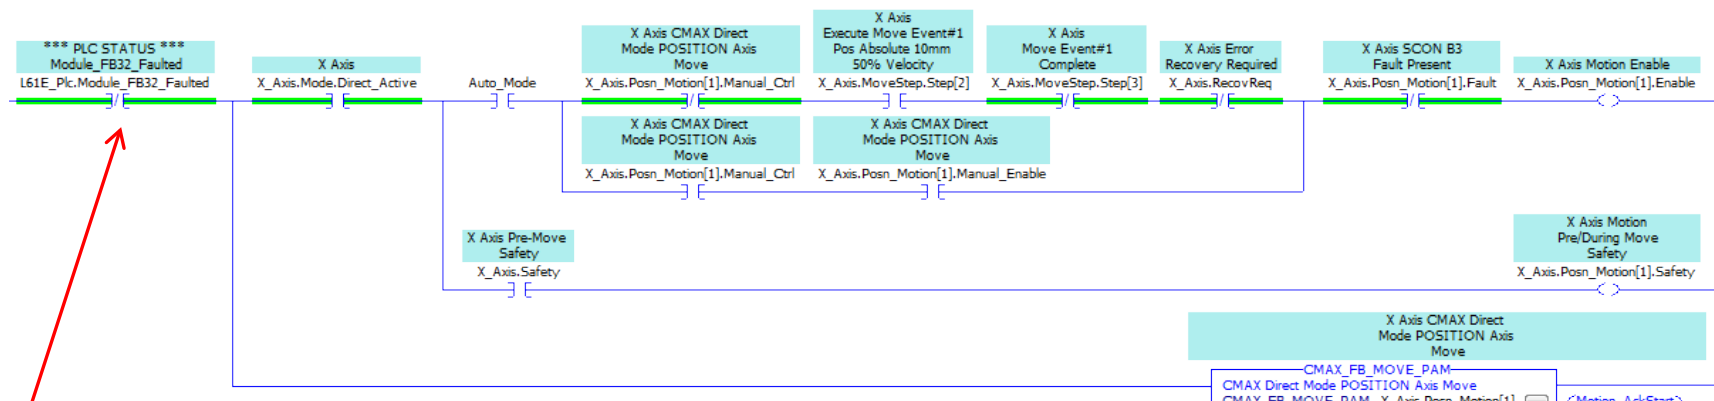 *** PLC STATUS ***
Module_FB32_Faulted
L61E_Plc.Module_FB32_Faulted
X Axis
X_Axis.Mode.Direct_Active
Auto_Mode
X Axis CMAX Direct
Mode POSITION Axis
Move
X_Axis.Posn_Motion[1].Manual_Ctrl
X Axis
Execute Move Event#1
Pos Absolute 10mm
50% Velocity
X_Axis.MoveStep.Step[2]
X Axis
Move Event#1
Complete
X_Axis.MoveStep.Step[3]
X Axis Error
Recovery Required
X_Axis.RecovReq
X Axis SCON B3
Fault Present
X_Axis.Posn_Motion[1].Fault
X Axis Motion Enable
X_Axis.Posn_Motion[1].Enable
X Axis CMAX Direct
Mode POSITION Axis
Move
X_Axis.Posn_Motion[1].Manual_Ctrl
X Axis CMAX Direct
Mode POSITION Axis
Move
X_Axis.Posn_Motion[1].Manual_Enable
X Axis Pre-Move
Safety
X_Axis.Safety
X Axis Motion
Pre/During Move
Safety
X_Axis.Posn_Motion[1].Safety
X Axis CMAX Direct
Mode POSITION Axis
Move
CMAX_FB_MOVE_PAM
CMAX Direct Mode POSITION Axis Move
CMAX_FB_MOVE_PAM X_Axis.Posn_Motion[1] ...
Motion_AckStart